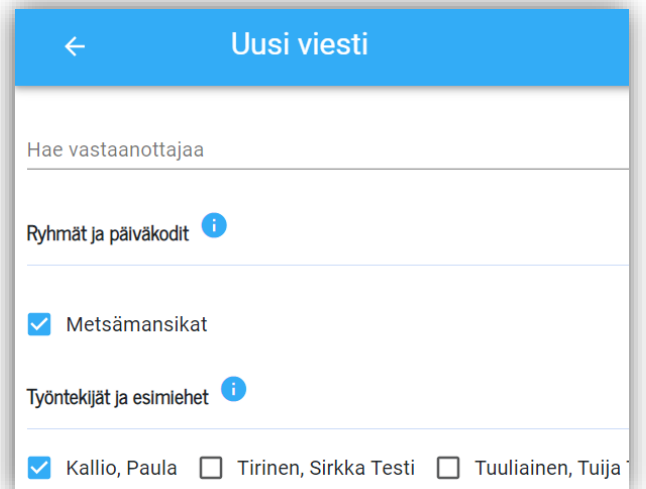 Uusi viesti
Hae vastaanottajaa
Ryhmät ja päiväkodit
Metsämansikat
Työntekijät ja esimiehet
Kallio, Paula Tirinen, Sirkka Testi Tuuliainen, Tuija